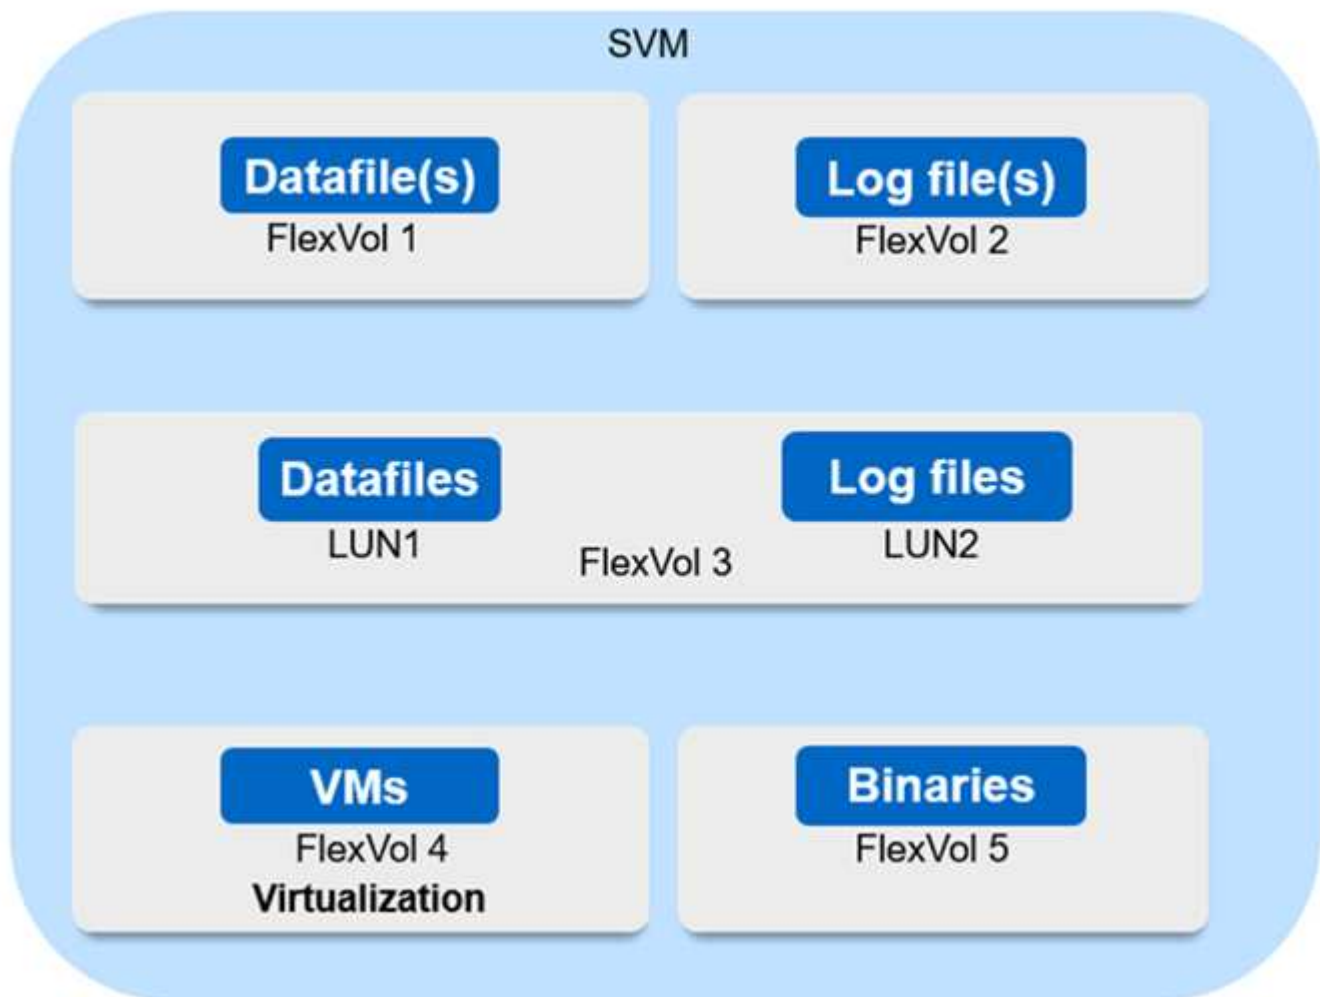 SVM
Datafile(s)
FlexVol 1
Log file(s)
FlexVol 2
Datafiles
LUN1
Log files
LUN2
FlexVol 3
VMs
FlexVol 4
Virtualization
Binaries
FlexVol 5